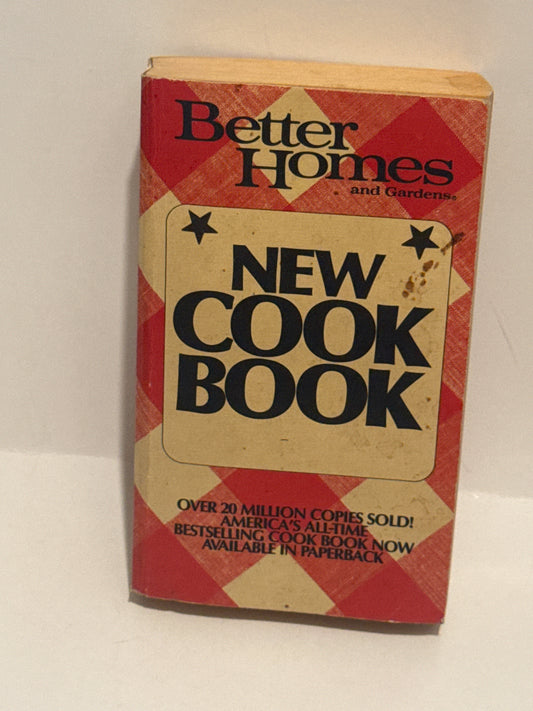 Better
Homes
and Gardens®
NEW
COOK
BOOK
OVER 20 MILLION COPIES SOLD!
AMERICA'S ALL-TIME
BESTSELLING COOK BOOK NOW
AVAILABLE IN PAPERBACK